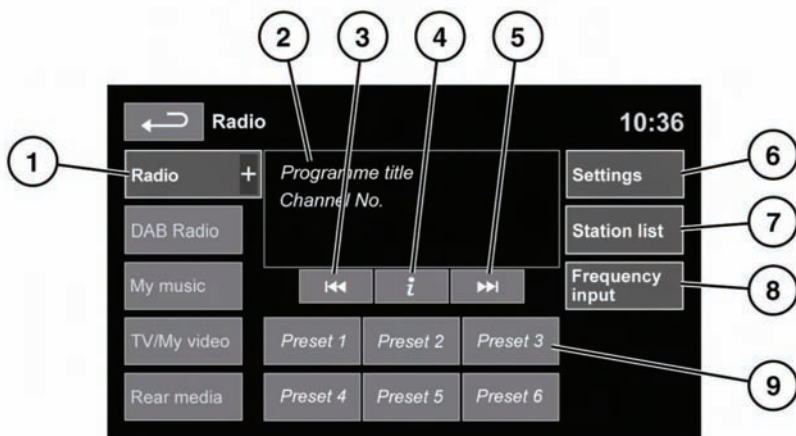 2 3 4 5
Radio 10:36
1
Radio +
Programme title
Channel No.
Settings
6
DAB Radio
Station list
7
My music
i
Frequency
input
8
TV/My video
Preset 1 Preset 2 Preset 3
9
Rear media
Preset 4 Preset 5 Preset 6